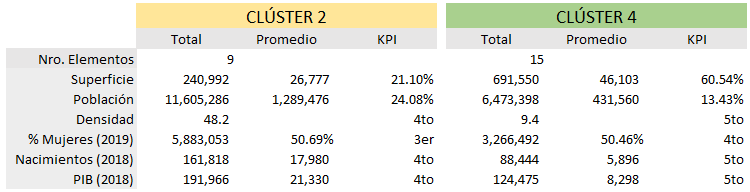 CLÚSTER 2 CLÚSTER 4
Total Promedio KPI Total Promedio KPI
Nro. Elementos 9 15
Superficie 240,992 26,777 21.10% 691,550 46,103 60.54%
Población 11,605,286 1,289,476 24.08% 6,473,398 431,560 13.43%
Densidad 48.2 4to 9.4 5to
% Mujeres (2019) 5,883,053 50.69% 3er 3,266,492 50.46% 4to
Nacimientos (2018) 161,818 17,980 4to 88,444 5,896 5to
PIB (2018) 191,966 21,330 4to 124,475 8,298 5to